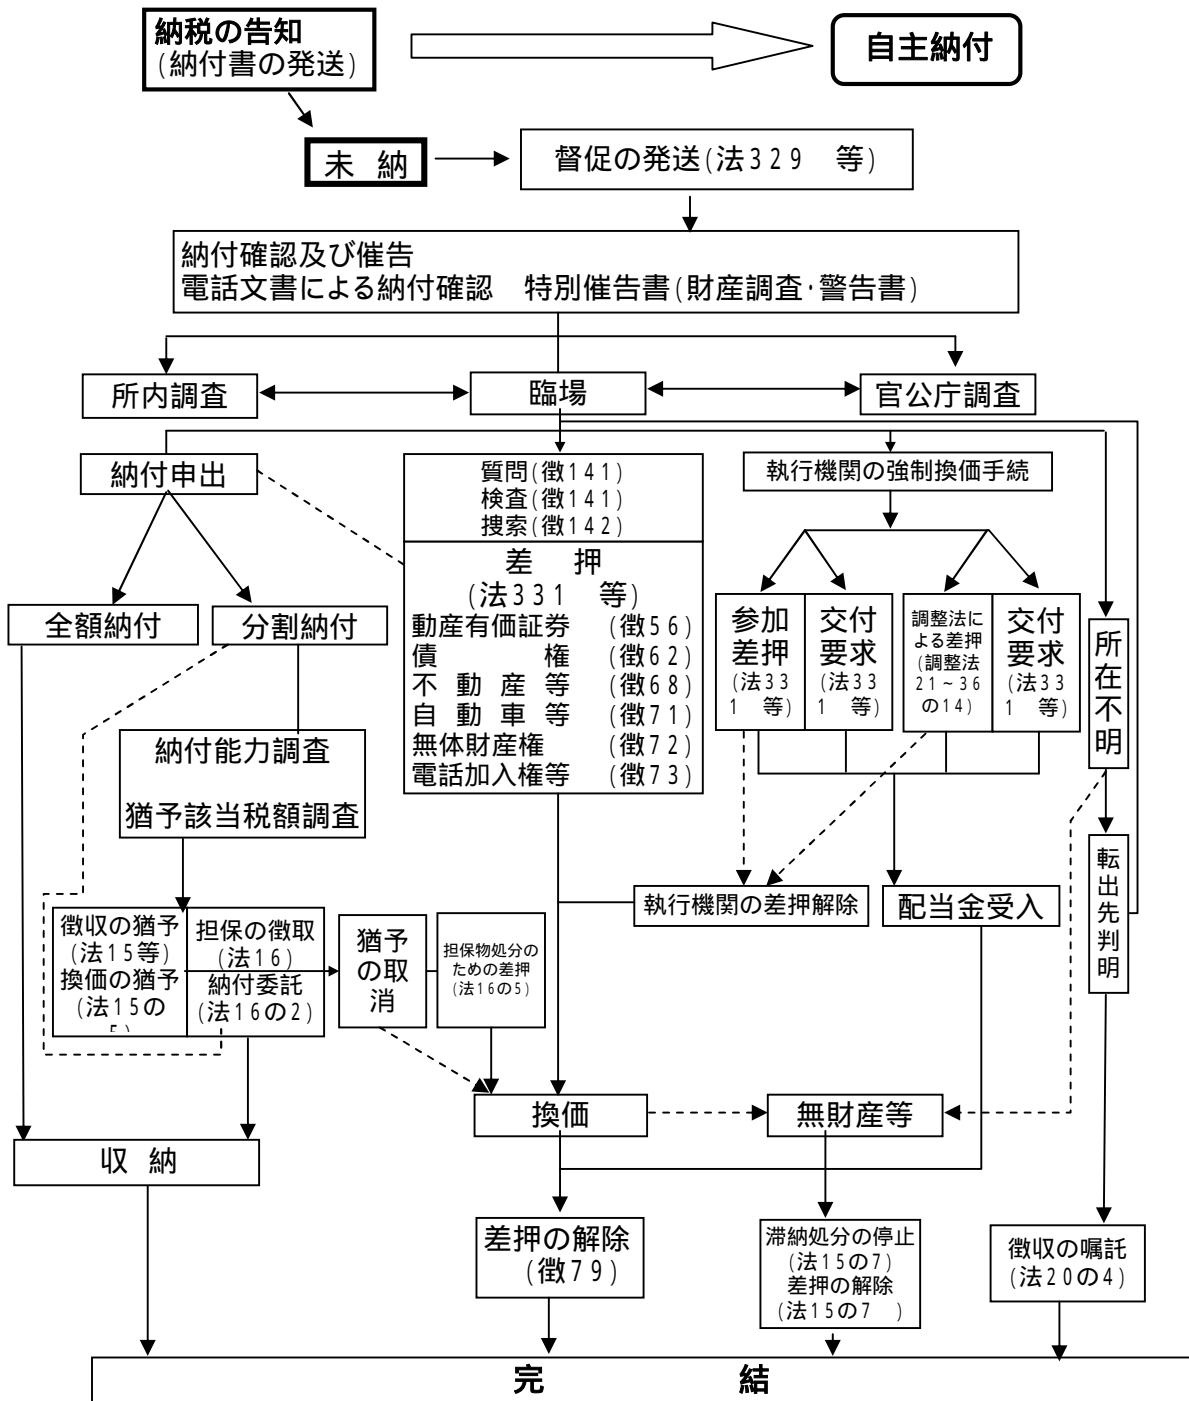 納税の告知
(納付書の発送)
自主納付
未 納
督促の発送(法329 等)
納付確認及び催告
電話文書による納付確認 特別催告書(財産調査・警告書)
所内調査
臨場
官公庁調査
納付申出
質問(徴141)
検査(徴141)
捜索(徴142)
執行機関の強制換価手続
差 押
(法331 等)
動産有価証券 (徴56)
債 権 (徴62)
不 動 産 等 (徴68)
自 動 車 等 (徴71)
無体財産権 (徴72)
電話加入権等 (徴73)
全額納付
分割納付
参加
差押
(法33
1 等)
交付
要求
(法33
1 等)
調整法に
よる差押
(調整法
21~36
の14)
交付
要求
(法33
1 等)
所在不明
納付能力調査
猶予該当税額調査
転出先判明
執行機関の差押解除
配当金受入
徴収の猶予
(法15等)
換価の猶予
(法15の
担保の徴取
(法16)
納付委託
(法16の2)
猶予
の取
消
担保物処分の
ための差押
(法16の5)
換価
無財産等
収 納
差押の解除
(徴79)
滞納処分の停止
(法15の7)
差押の解除
(法15の7 )
徴収の嘱託
(法20の4)
完 結